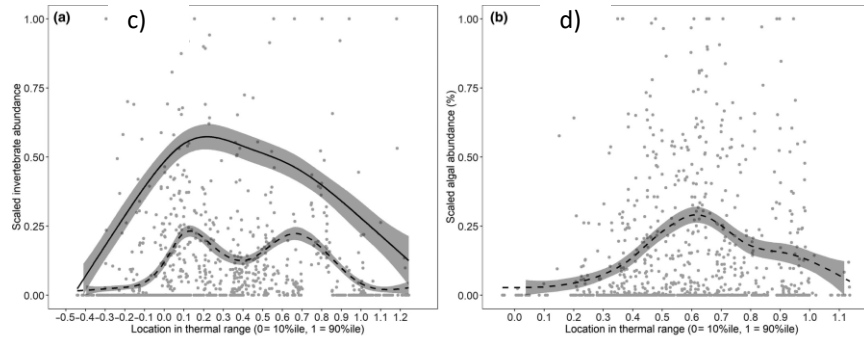 (a) c)
1.00
0.75
0.50
0.25
0.00
Scaled invertebrate abundance
−0.5 −0.4 −0.3 −0.2 −0.1 0.0 0.1 0.2 0.3 0.4 0.5 0.6 0.7 0.8 0.9 1.0 1.1 1.2
Location in thermal range (0= 10%ile, 1 = 90%ile)
(b) d)
1.00
0.75
0.50
0.25
0.00
Scaled algal abundance (%)
0.0 0.1 0.2 0.3 0.4 0.5 0.6 0.7 0.8 0.9 1.0 1.1
Location in thermal range (0= 10%ile, 1 = 90%ile)